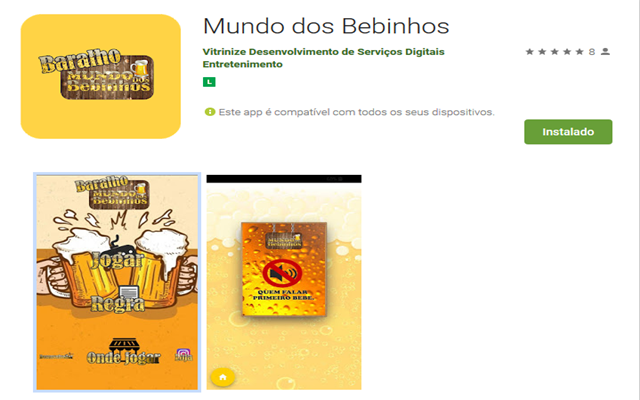 Mundo dos Bebinhos
Vitrinize Desenvolvimento de Serviços Digitais
Entretenimento
8
L
Este app é compatível com todos os seus dispositivos.
Instalado
Baralho
MUNDO dos
Bebinhos
Baralho
MUNDO dos
Bebinhos
Jogar
Regra
Onde Jogar
Loja
MUNDO dos
Bebinhos
QUEM FALAR
PRIMEIRO BEBE.